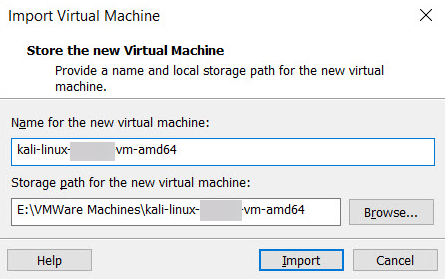 Import Virtual Machine
Store the new Virtual Machine
Provide a name and local storage path for the new virtual
machine.
Name for the new virtual machine:
kali-linux- vm-amd64
Storage path for the new virtual machine:
E:\VMWare Machines\kali-linux- -vm-amd64
Browse...
Help
Import
Cancel